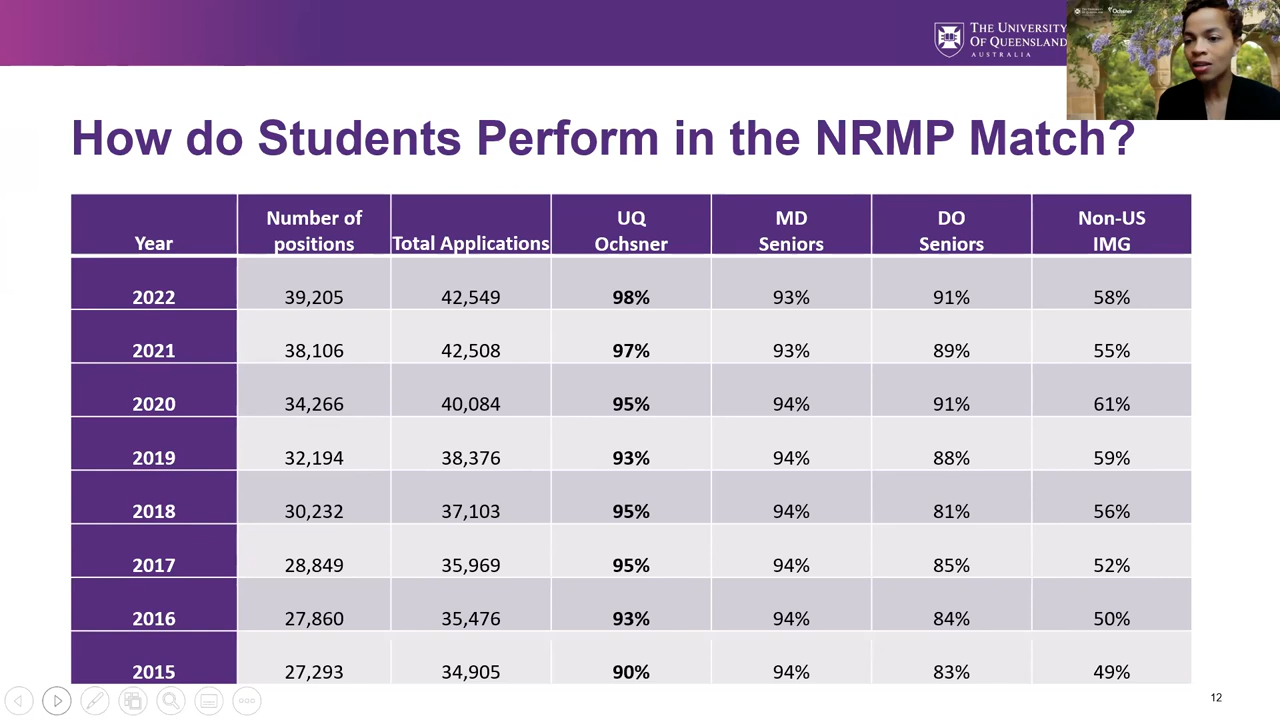 THE UNIVERSITY
OF QUEENSLAND
AUSTRALIA
Ochsner
How do Students Perform in the NRMP Match?
Year Number of positions Total Applications UQ Ochsner MD Seniors DO Seniors Non-US IMG
2022 39,205 42,549 98% 93% 91% 58%
2021 38,106 42,508 97% 93% 89% 55%
2020 34,266 40,084 95% 94% 91% 61%
2019 32,194 38,376 93% 94% 88% 59%
2018 30,232 37,103 95% 94% 81% 56%
2017 28,849 35,969 95% 94% 85% 52%
2016 27,860 35,476 93% 94% 84% 50%
2015 27,293 34,905 90% 94% 83% 49%
12